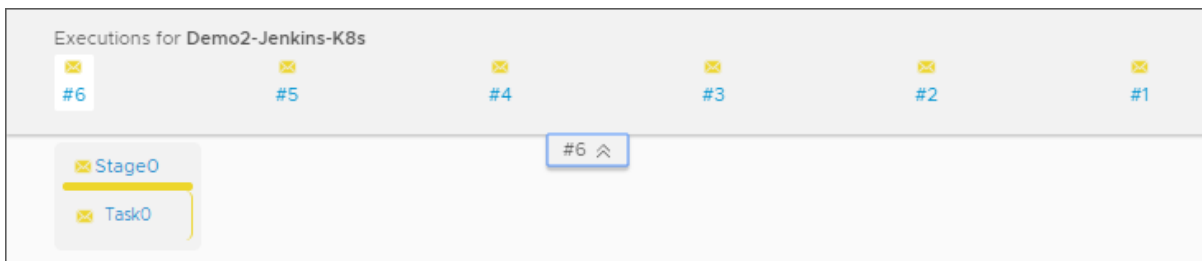 Executions for Demo2-Jenkins-K8s
#6 #5 #4 #3 #2 #1
#6
Stage0
Task0